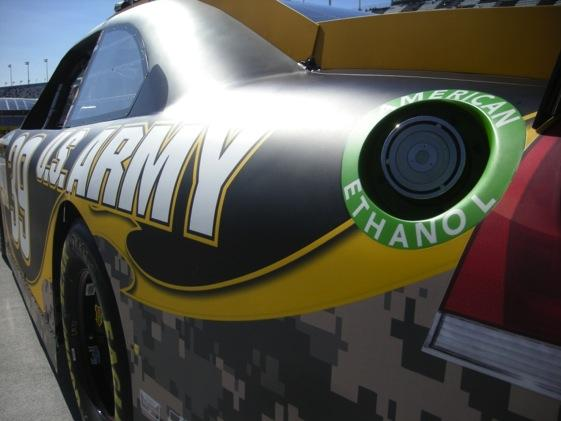 39
U.S. ARMY
AMERICAN
ETHANOL